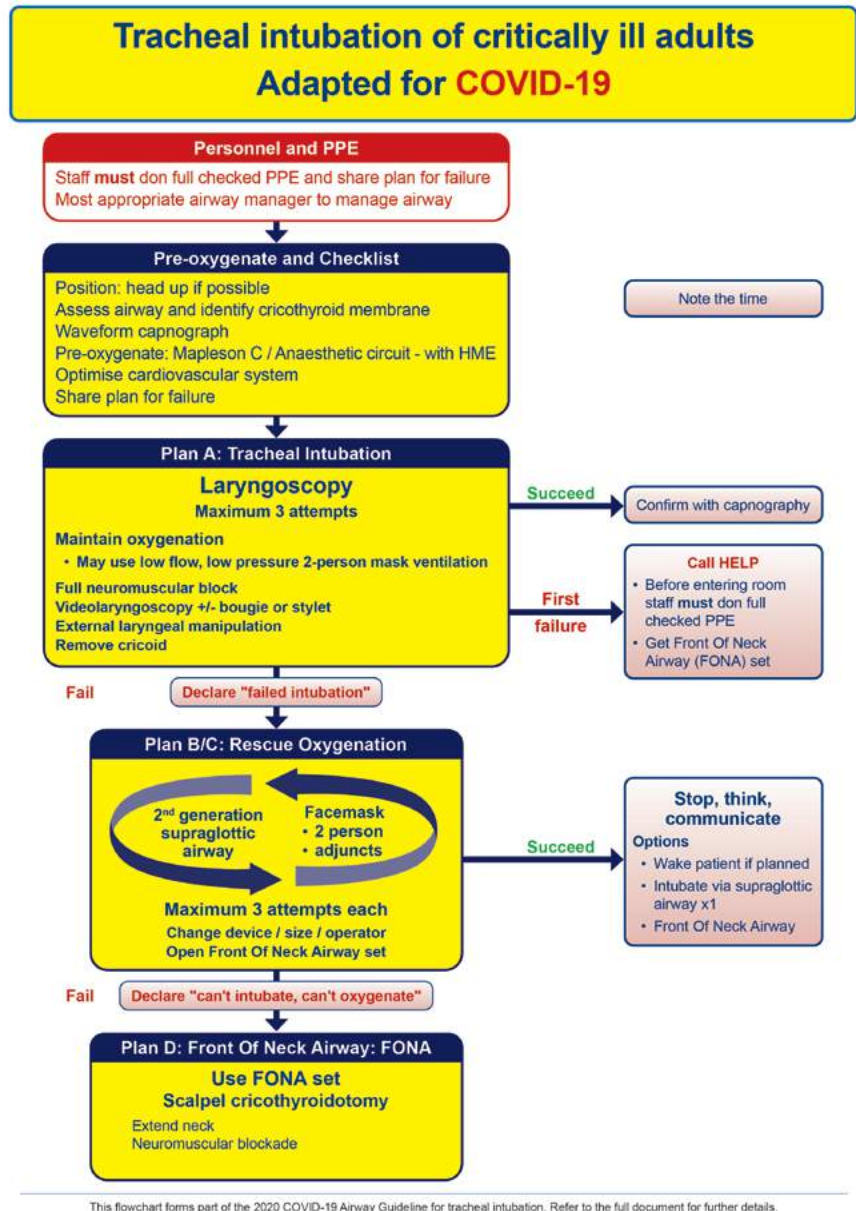 Tracheal intubation of critically ill adults
Adapted for COVID-19
Personnel and PPE
Staff must don full checked PPE and share plan for failure
Most appropriate airway manager to manage airway
Pre-oxygenate and Checklist
Position: head up if possible
Assess airway and identify cricothyroid membrane
Waveform capnograph
Pre-oxygenate: Mapleson C / Anaesthetic circuit - with HME
Optimise cardiovascular system
Share plan for failure
Note the time
Plan A: Tracheal Intubation
Laryngoscopy
Maximum 3 attempts
Maintain oxygenation
• May use low flow, low pressure 2-person mask ventilation
Full neuromuscular block
Videolaryngoscopy +/- bougie or stylet
External laryngeal manipulation
Remove cricoid
Succeed
Confirm with capnography
First
failure
Call HELP
• Before entering room
staff must don full
checked PPE
• Get Front Of Neck
Airway (FONA) set
Fail
Declare "failed intubation"
Plan B/C: Rescue Oxygenation
2nd generation
supraglottic
airway
Facemask
• 2 person
• adjuncts
Maximum 3 attempts each
Change device / size / operator
Open Front Of Neck Airway set
Succeed
Stop, think,
communicate
Options
• Wake patient if planned
• Intubate via supraglottic
airway x1
• Front Of Neck Airway
Fail
Declare "can't intubate, can't oxygenate"
Plan D: Front Of Neck Airway: FONA
Use FONA set
Scalpel cricothyroidotomy
Extend neck
Neuromuscular blockade
This flowchart forms part of the 2020 COVID-19 Airway Guideline for tracheal intubation. Refer to the full document for further details.